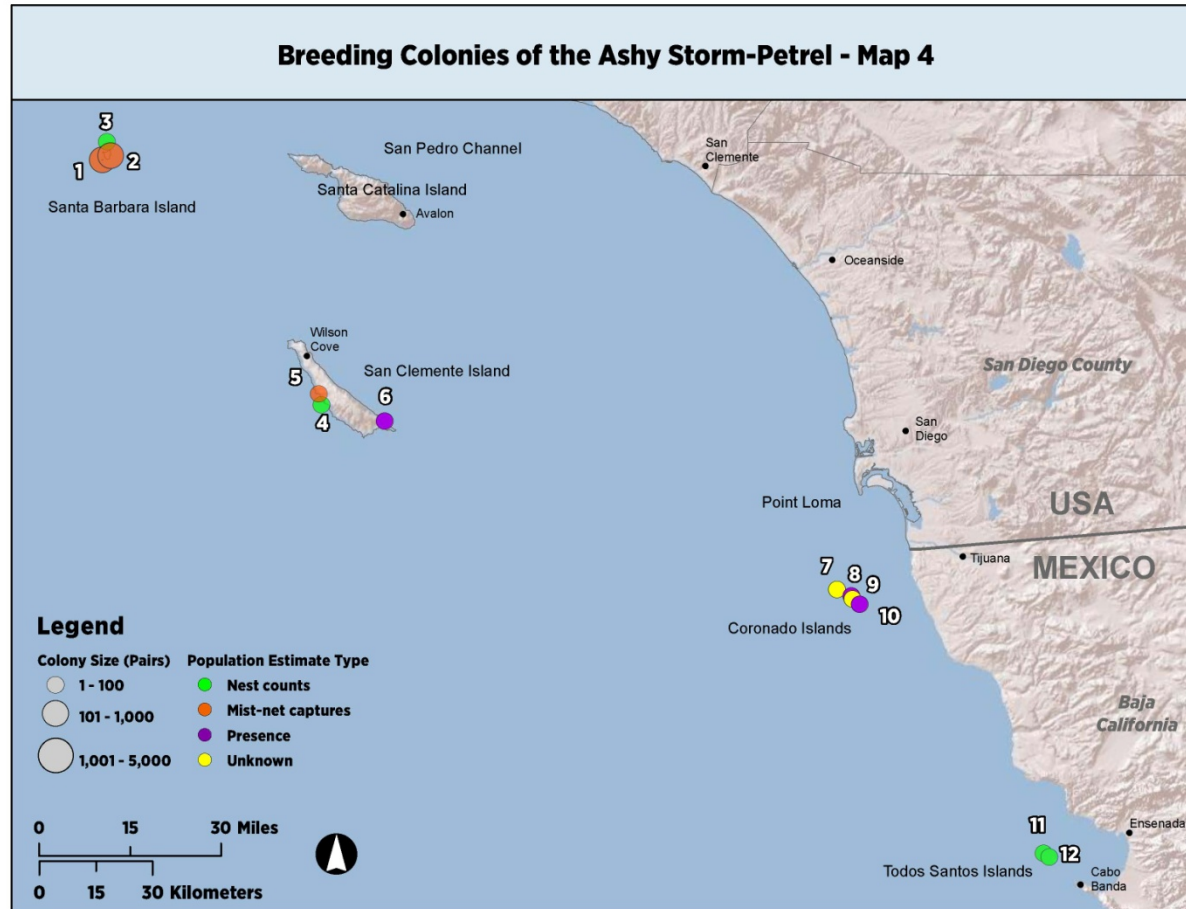 Breeding Colonies of the Ashy Storm-Petrel - Map 4
3
1
2
Santa Barbara Island
San Pedro Channel
Santa Catalina Island
Avalon
San
Clemente
Oceanside
Wilson
Cove
San Clemente Island
5
4
6
San Diego County
San
Diego
Point Loma
USA
MEXICO
Tijuana
7
8
9
10
Coronado Islands
Baja
California
Legend
Colony Size (Pairs)
1 - 100
101 - 1,000
1,001 - 5,000
Population Estimate Type
Nest counts
Mist-net captures
Presence
Unknown
0 15 30 Miles
0 15 30 Kilometers
Ensenada
11
12
Todos Santos Islands
Cabo
Banda